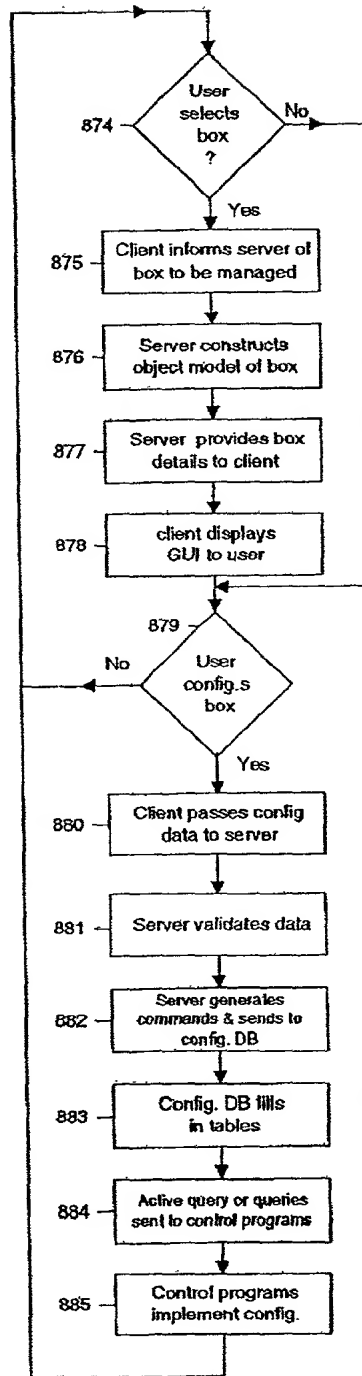 User
selects
box
?
874
No
Yes
875
Client informs server of
box to be managed
876
Server constructs
object model of box
877
Server provides box
details to client
878
client displays
GUI to user
879
No
User
config.s
box
Yes
880
Client passes config
data to server
881
Server validates data
882
Server generates
commands & sends to
config. DB
883
Config. DB fills
in tables
884
Active query or queries
sent to control programs
885
Control programs
implement config.